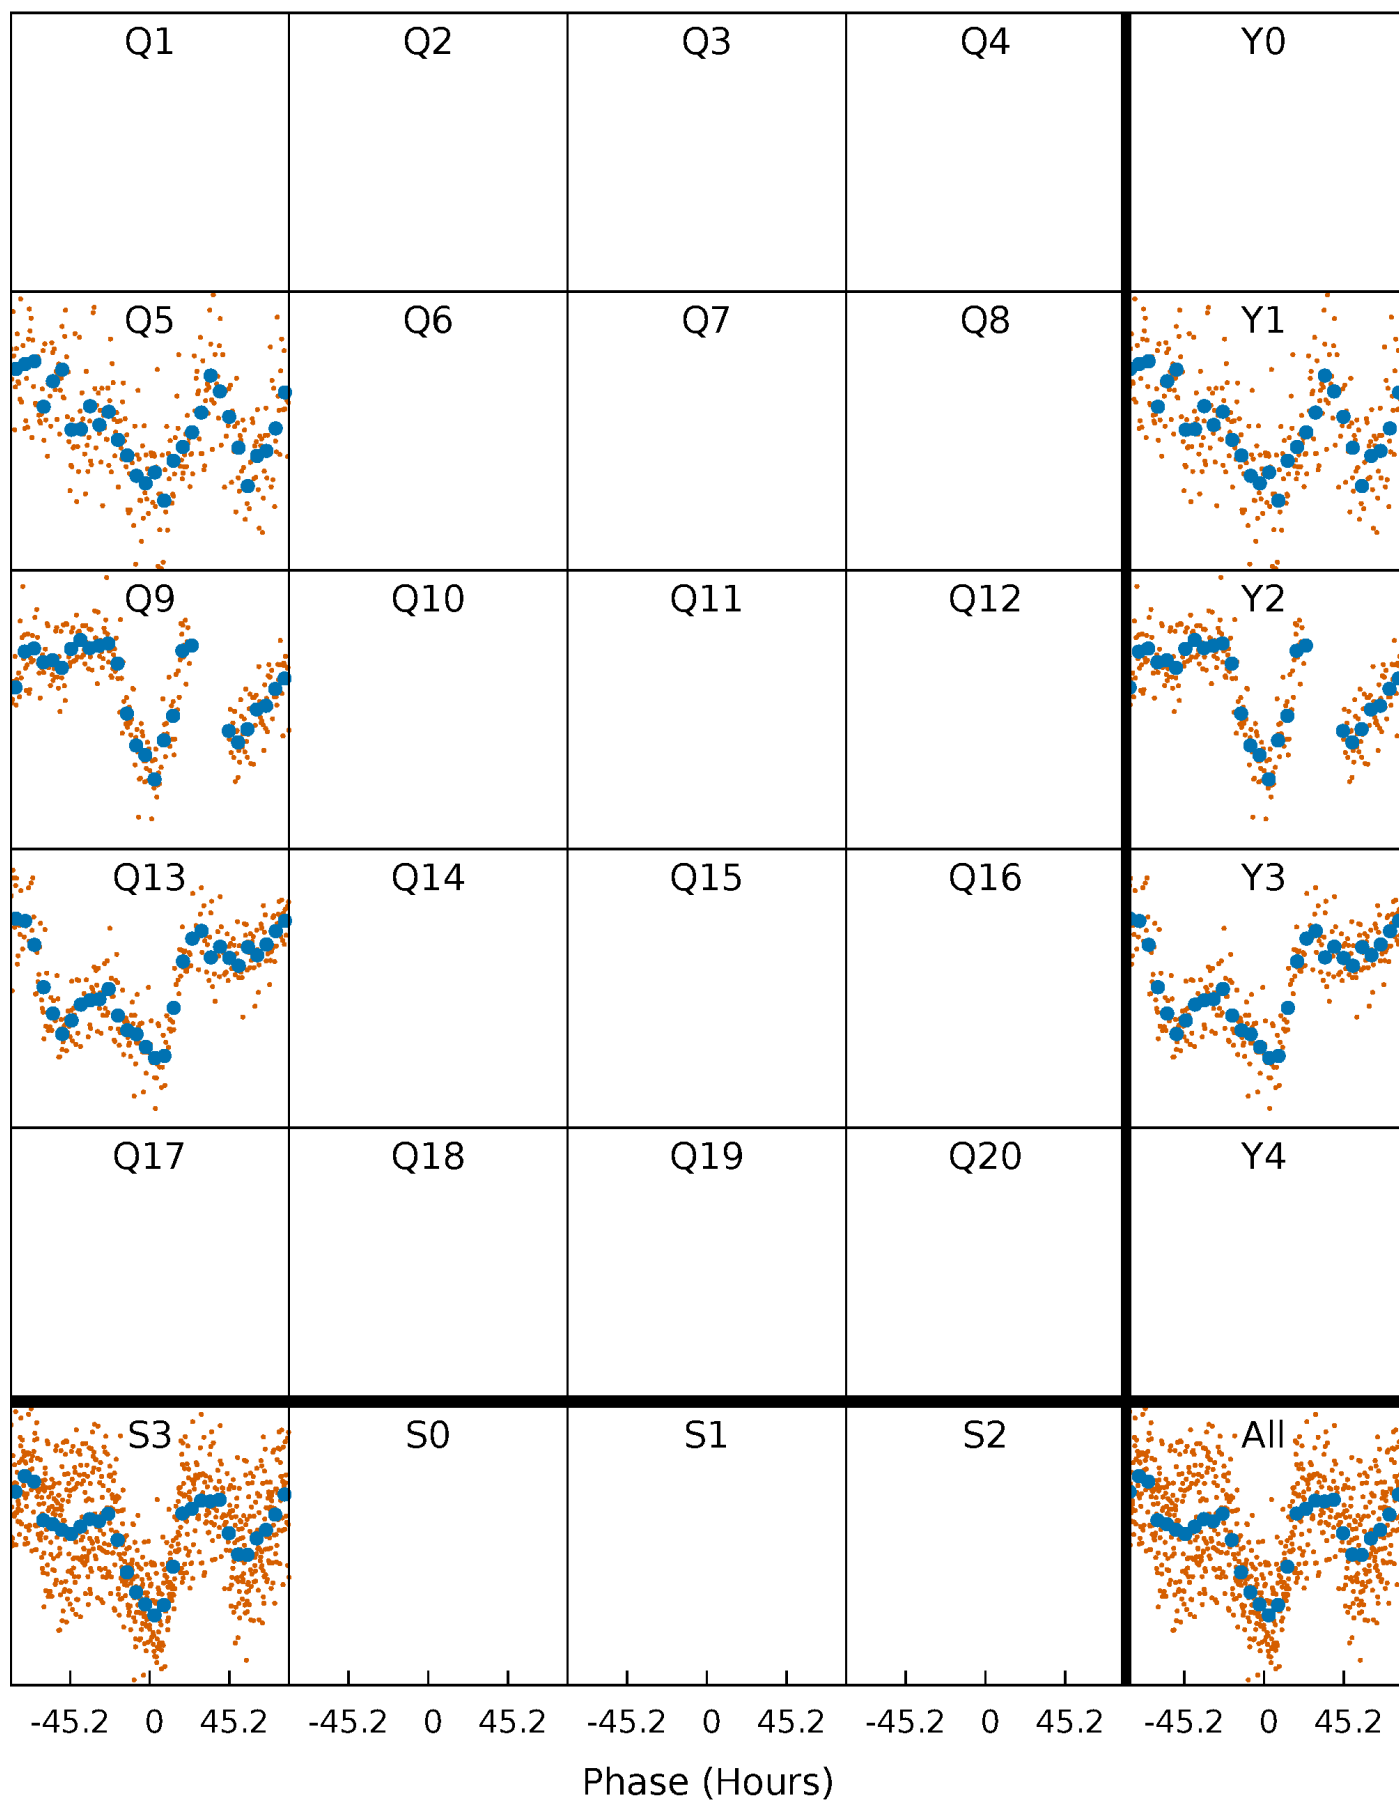 Q1 Q2 Q3 Q4 Y0
Q5 Q6 Q7 Q8 Y1
Q9 Q10 Q11 Q12 Y2
Q13 Q14 Q15 Q16 Y3
Q17 Q18 Q19 Q20 Y4
S3 S0 S1 S2 All
-45.2 0 45.2 -45.2 0 45.2 -45.2 0 45.2 -45.2 0 45.2 -45.2 0 45.2
Phase (Hours)